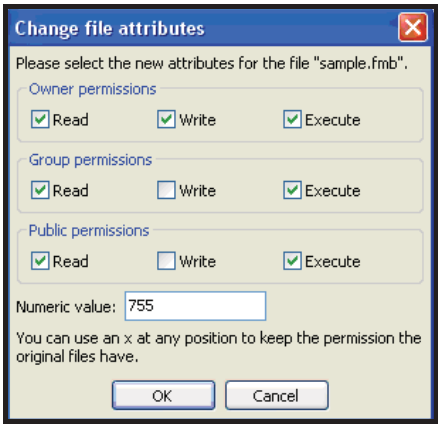 Change file attributes
Please select the new attributes for the file "sample.fmb".
Owner permissions
Read Write Execute
Group permissions
Read Write Execute
Public permissions
Read Write Execute
Numeric value: 755
You can use an x at any position to keep the permission the
original files have.
OK Cancel